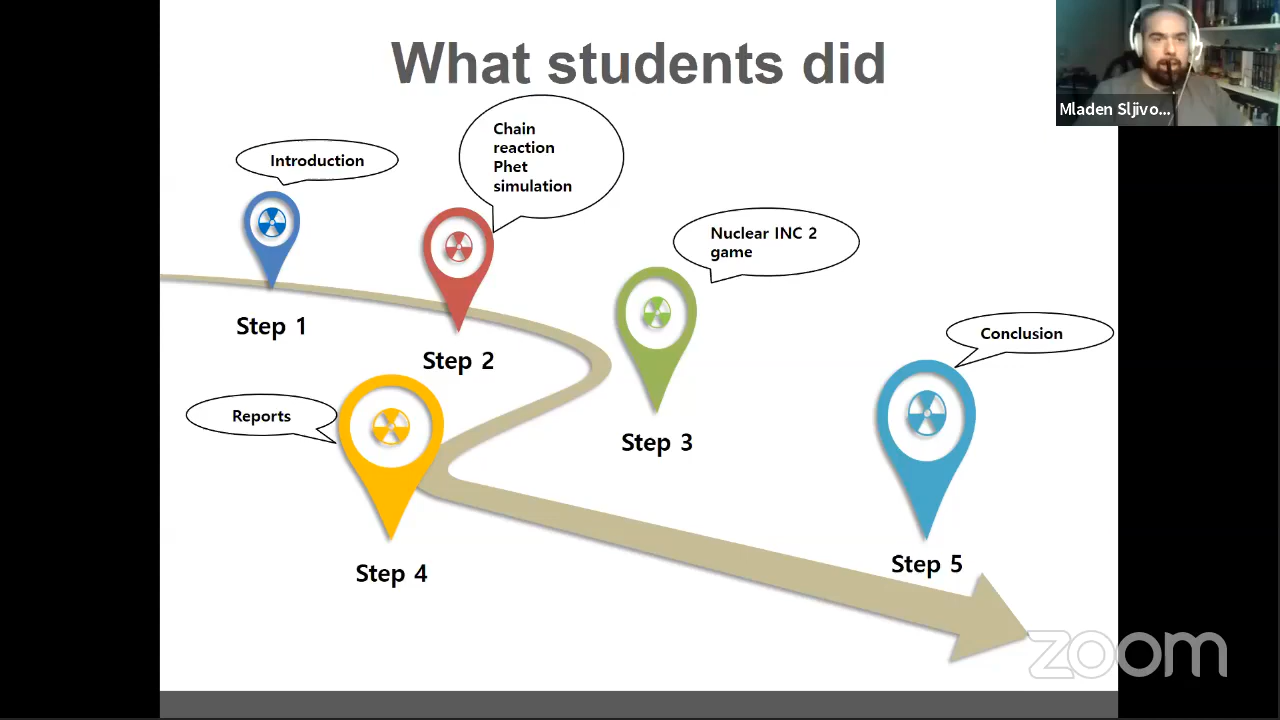 What students did
Mladen Sljivo...
Introduction
Chain
reaction
Phet
simulation
Nuclear INC 2
game
Step 1
Step 2
Conclusion
Reports
Step 3
Step 4
Step 5
zoom